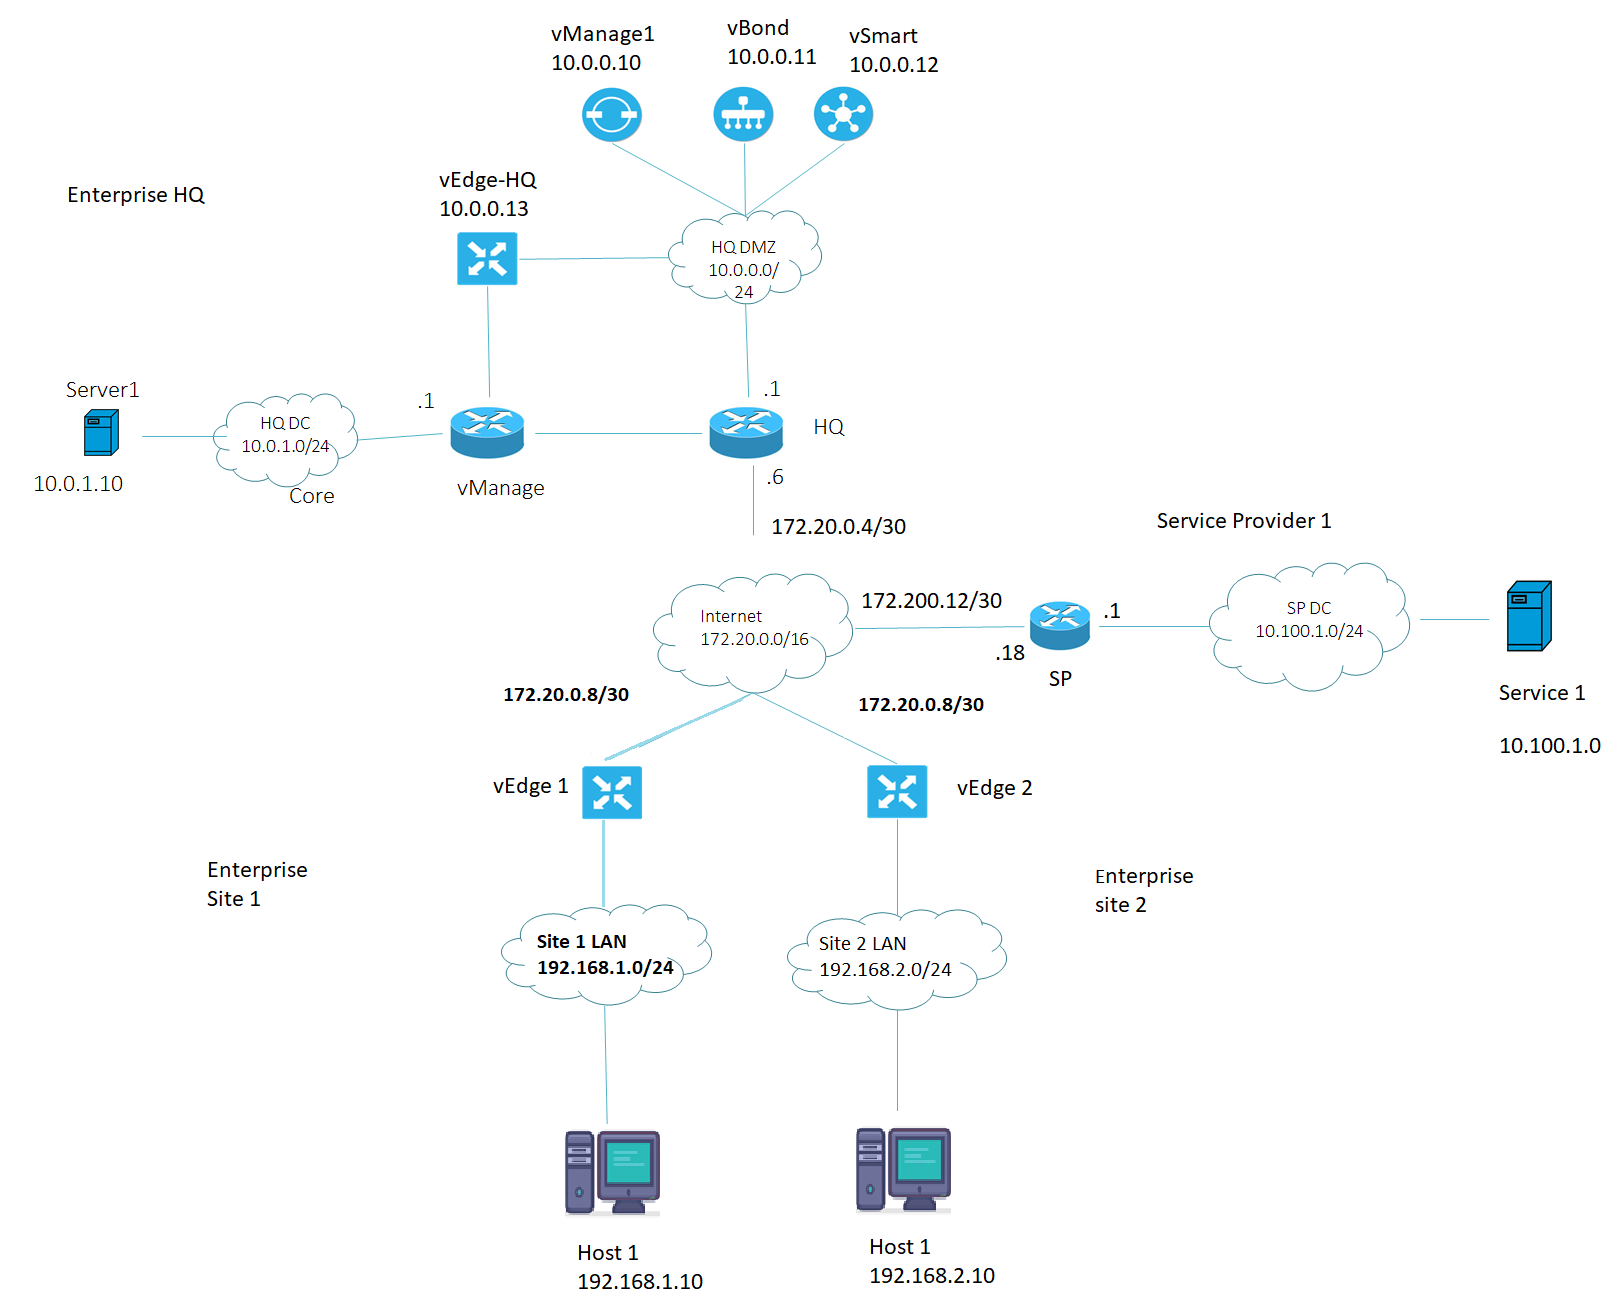 vManage1
10.0.0.10
vBond
10.0.0.11
vSmart
10.0.0.12
Enterprise HQ
vEdge-HQ
10.0.0.13
HQ DMZ
10.0.0.0/
24
Server1
10.0.1.10
HQ DC
10.0.1.0/24
Core
.1
vManage
.1
HQ
.6
172.20.0.4/30
Service Provider 1
Internet
172.20.0.0/16
172.200.12/30
.18
SP
.1
SP DC
10.100.1.0/24
Service 1
10.100.1.0
172.20.0.8/30
172.20.0.8/30
vEdge 1
vEdge 2
Enterprise
Site 1
Enterprise
site 2
Site 1 LAN
192.168.1.0/24
Site 2 LAN
192.168.2.0/24
Host 1
192.168.1.10
Host 1
192.168.2.10